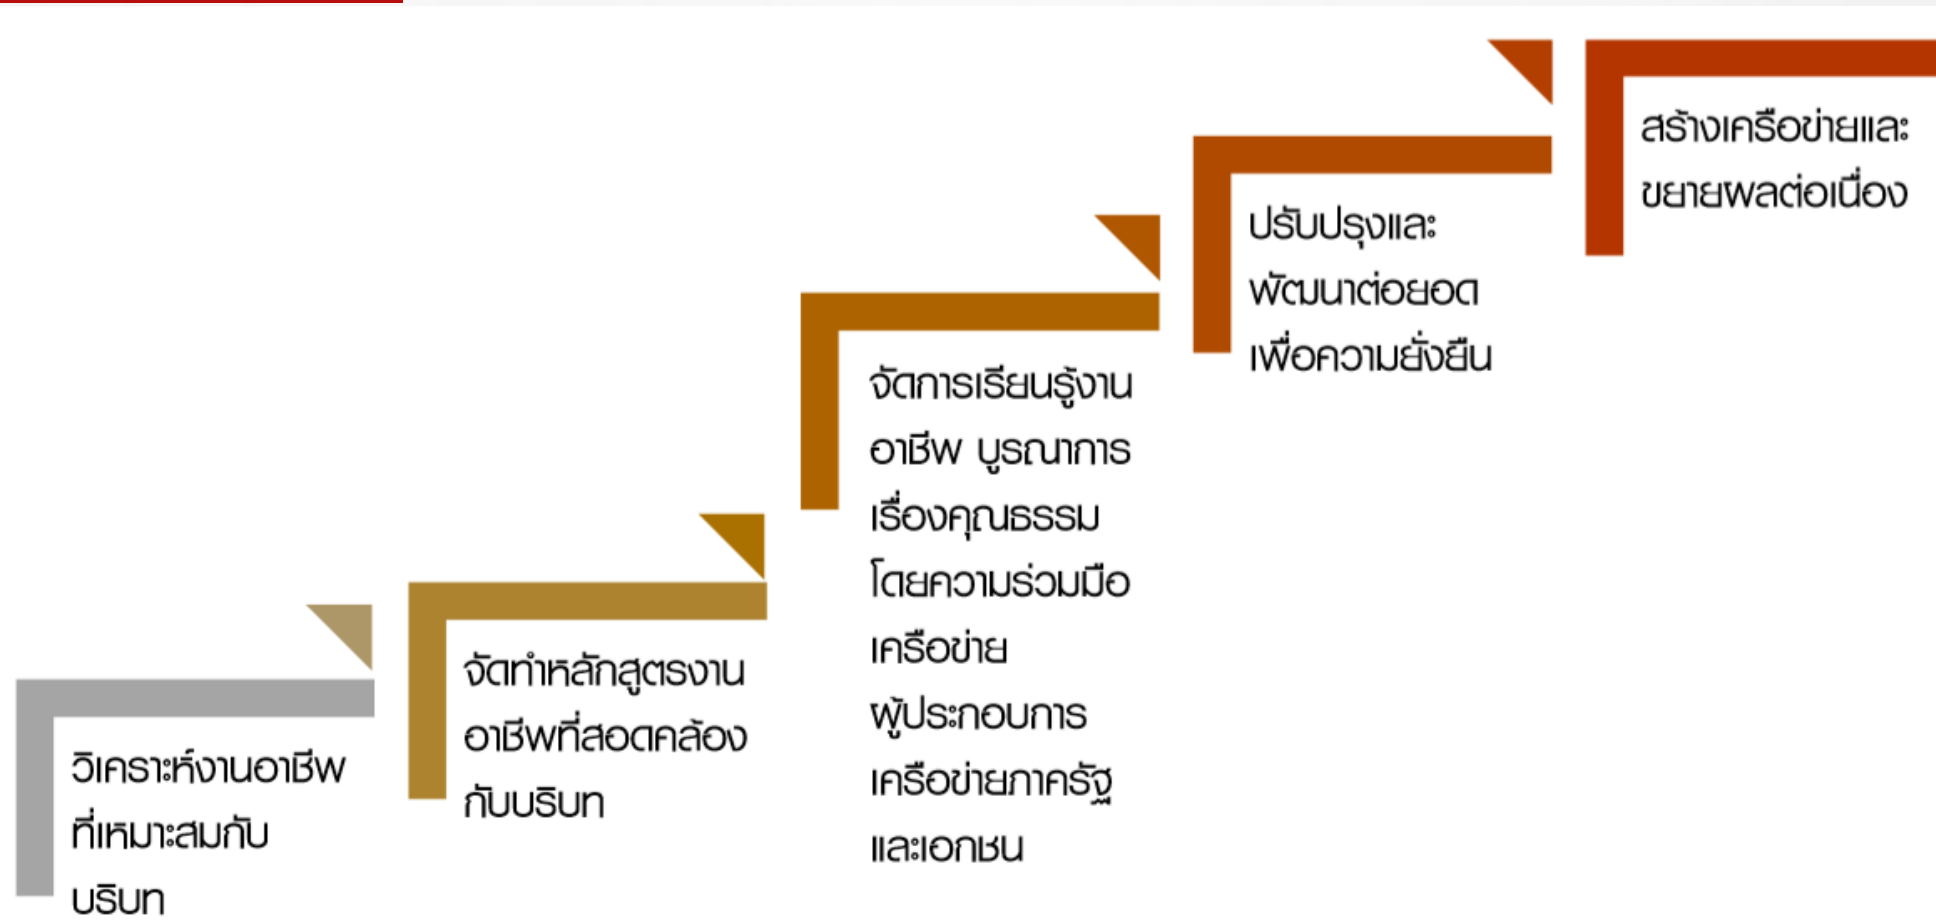 วิเคราะห์งานอาชีพ
ที่เหมาะสมกับ
บริบท
จัดทำหลักสูตรงาน
อาชีพที่สอดคล้อง
กับบริบท
จัดการเรียนรู้งาน
อาชีพ บูรณาการ
เรื่องคุณธรรม
โดยความร่วมมือ
เครือข่าย
ผู้ประกอบการ
เครือข่ายภาครัฐ
และเอกชน
ปรับปรุงและ
พัฒนาต่อยอด
เพื่อความยั่งยืน
สร้างเครือข่ายและ
ขยายผลต่อเนื่อง